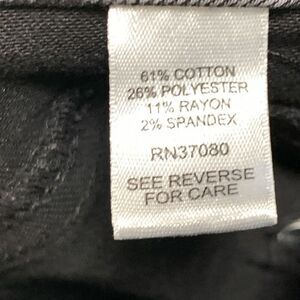 61% COTTON
26% POLYESTER
11% RAYON
2% SPANDEX
RN37080
SEE REVERSE
FOR CARE